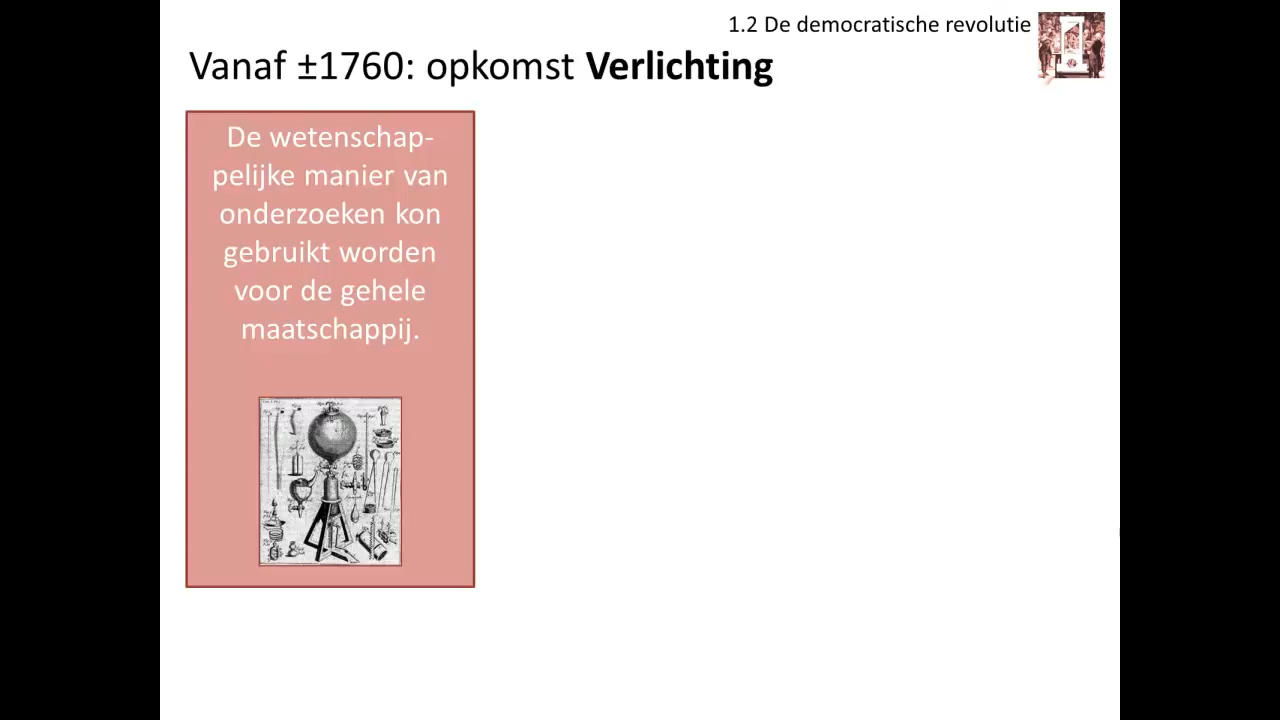 1.2 De democratische revolutie
Vanaf ±1760: opkomst Verlichting
De wetenschap-
pelijke manier van
onderzoeken kon
gebruikt worden
voor de gehele
maatschappij.